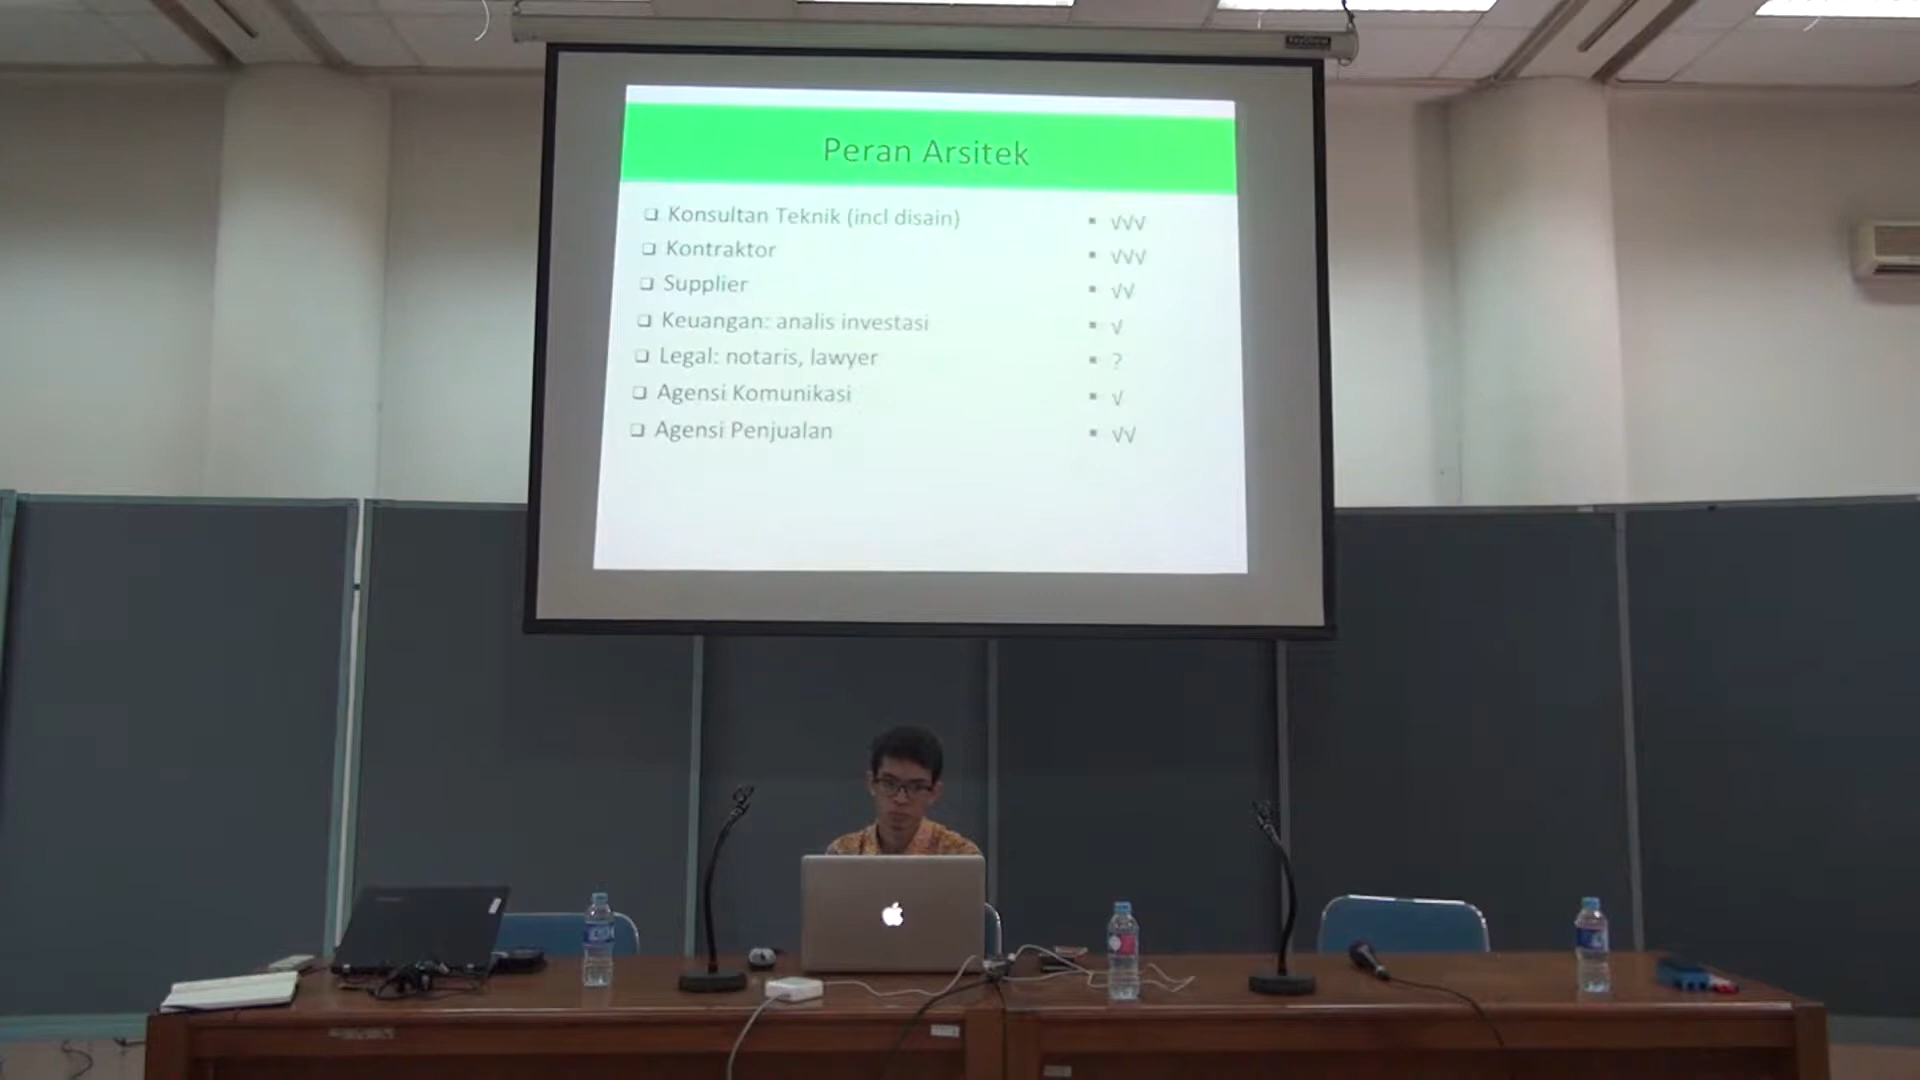 Peran Arsitek
❑ Konsultan Teknik (incl disain) ▪ √√√
❑ Kontraktor ▪ √√√
❑ Supplier ▪ √√
❑ Keuangan: analis investasi ▪ √
❑ Legal: notaris, lawyer ▪ ?
❑ Agensi Komunikasi ▪ √
❑ Agensi Penjualan ▪ √√